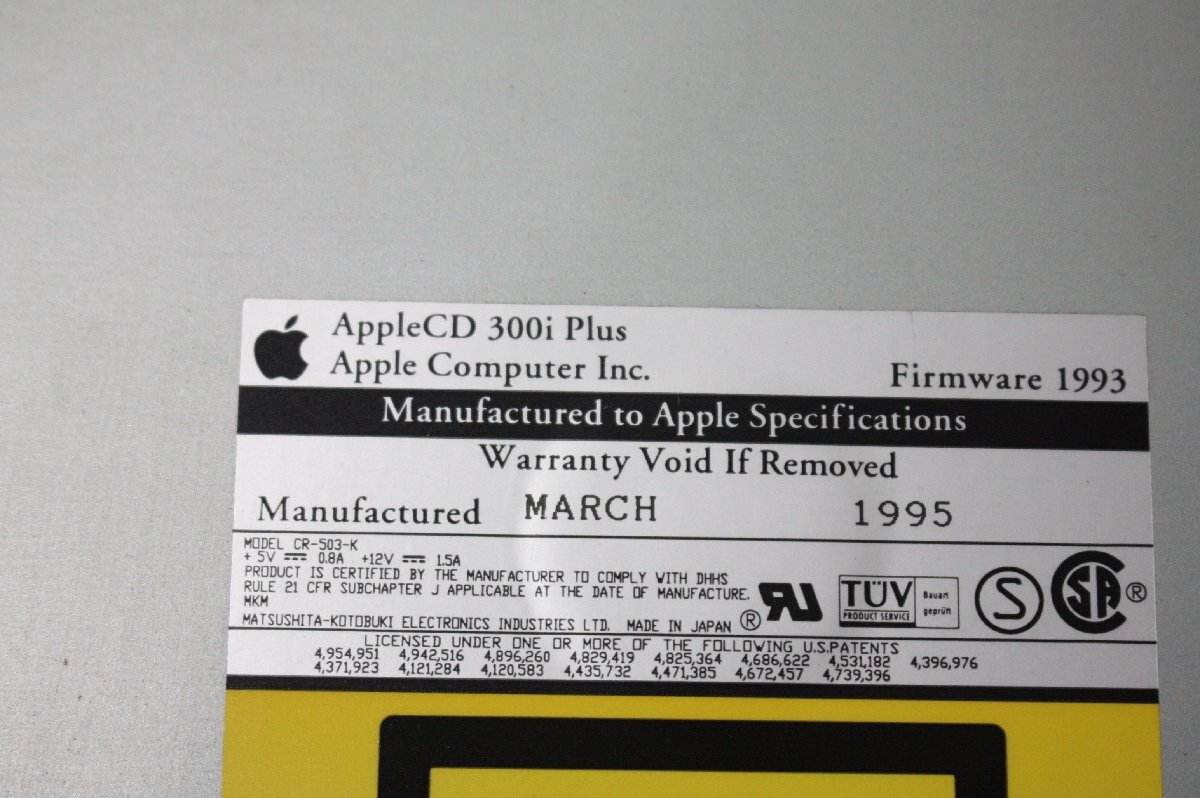 AppleCD 300i Plus
Apple Computer Inc.
Firmware 1993
Manufactured to Apple Specifications
Warranty Void If Removed
Manufactured MARCH 1995
MODEL CR-503-K
+ 5V 0.8A +12V 1.5A
PRODUCT IS CERTIFIED BY THE MANUFACTURER TO COMPLY WITH DHHS
RULE 21 CFR SUBCHAPTER J APPLICABLE AT THE DATE OF MANUFACTURE.
MKM
MATSUSHITA-KOTOBUKI ELECTRONICS INDUSTRIES LTD. MADE IN JAPAN ®
RU
TÜV
PRODUCT SERVICE
Bauart
geprüft
S
SA ®
LICENSED UNDER ONE OR MORE OF THE FOLLOWING U.S.PATENTS
4,954,951 4,942,516 4,896,260 4,829,419 4,825,364 4,686,622 4,531,182 4,396,976
4,371,923 4,121,284 4,120,583 4,435,732 4,471,385 4,672,457 4,739,396